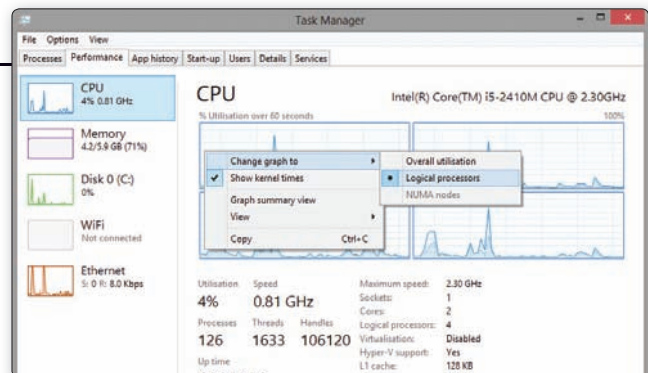 Task Manager
File Options View
Processes Performance App history Start-up Users Details Services
CPU
4% 0.81 GHz
Memory
4.2/5.9 GB (71%)
Disk 0 (C:)
0%
WiFi
Not connected
Ethernet
S: 0 R: 8.0 Kbps
CPU Intel(R) Core(TM) i5-2410M CPU @ 2.30GHz
% Utilisation over 60 seconds 100%
Change graph to
Show kernel times
Graph summary view
View
Copy Ctrl+C
Overall utilisation
Logical processors
NUMA nodes
Utilisation Speed
4% 0.81 GHz
Processes Threads Handles
126 1633 106120
Up time
Maximum speed: 2.30 GHz
Sockets: 1
Cores: 2
Logical processors: 4
Virtualisation: Disabled
Hyper-V support: Yes
L1 cache: 128 KB